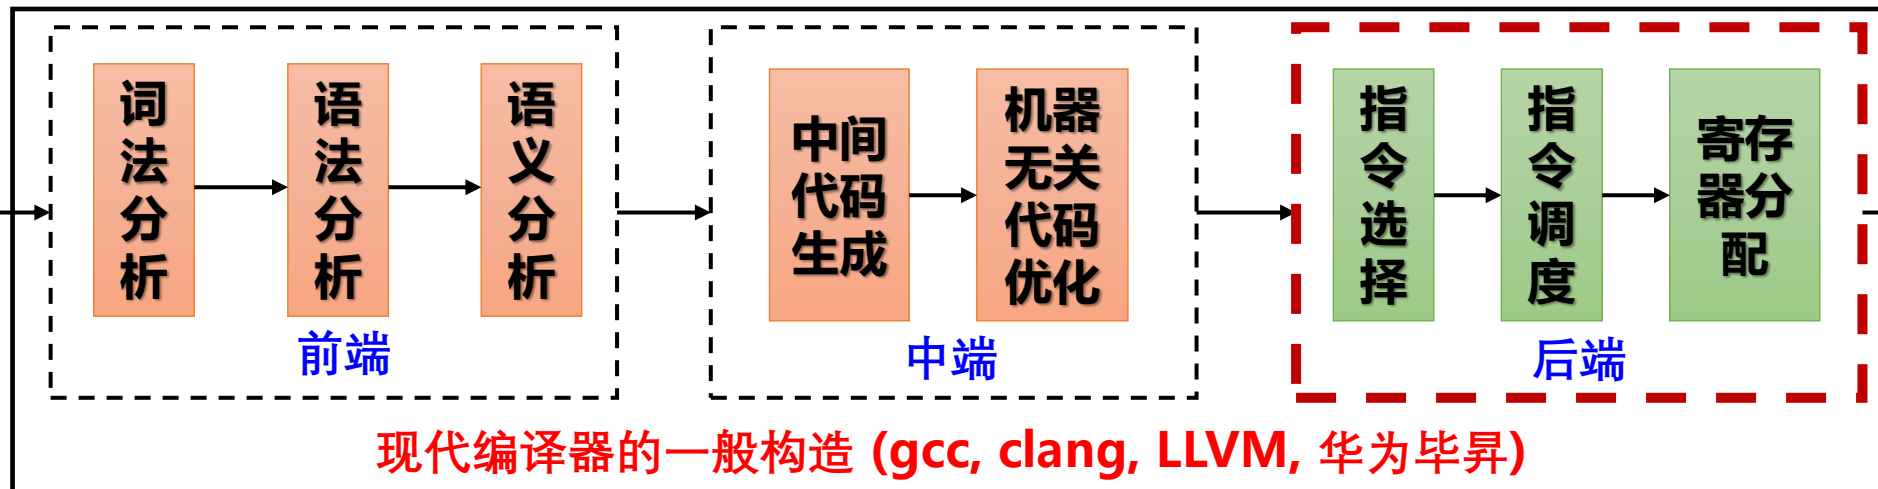 词法分析
语法分析
语义分析
前端
中间代码生成
机器无关代码优化
中端
指令选择
指令调度
寄存器分配
后端
现代编译器的一般构造 (gcc, clang, LLVM, 华为毕昇)